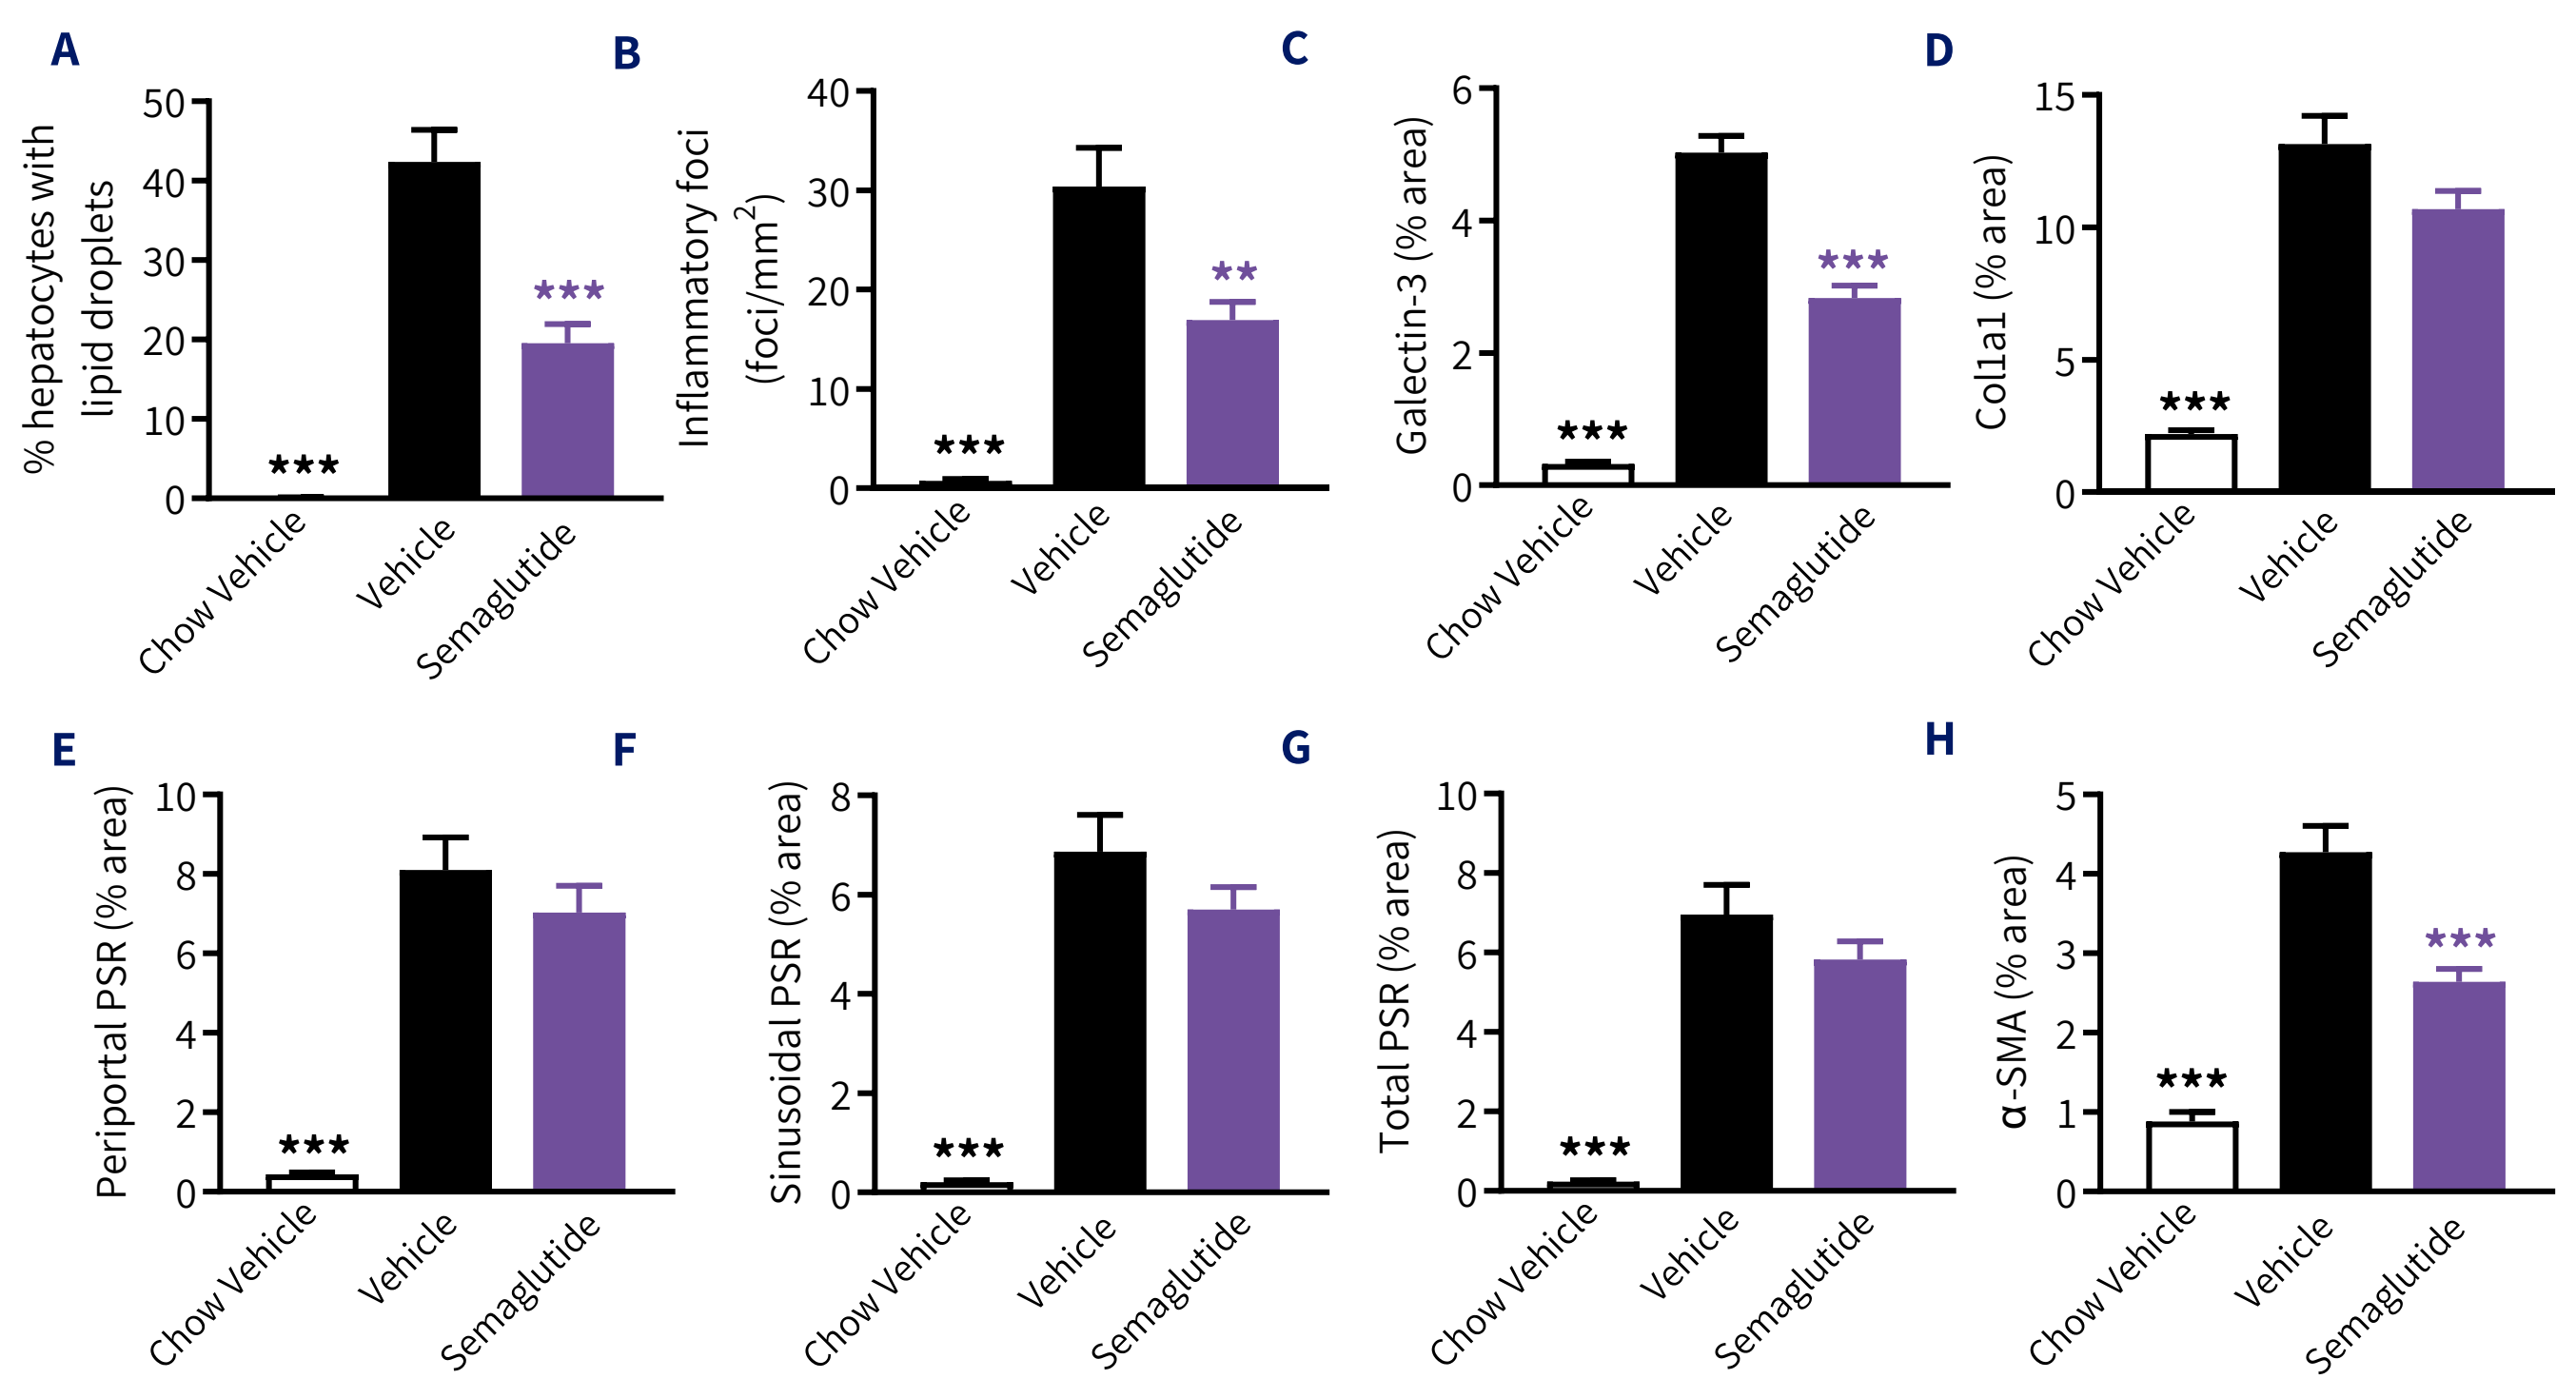 A
% hepatocytes with
lipid droplets
50
40
30
20
10
0
***
***
Chow Vehicle
Vehicle
Semaglutide
B
Inflammatory foci
(foci/mm²)
40
30
20
10
0
***
**
Chow Vehicle
Vehicle
Semaglutide
C
Galectin-3 (% area)
6
4
2
0
***
***
Chow Vehicle
Vehicle
Semaglutide
D
Col1a1 (% area)
15
10
5
0
***
Chow Vehicle
Vehicle
Semaglutide
E
Periportal PSR (% area)
10
8
6
4
2
0
***
Chow Vehicle
Vehicle
Semaglutide
F
Sinusoidal PSR (% area)
8
6
4
2
0
***
Chow Vehicle
Vehicle
Semaglutide
G
Total PSR (% area)
10
8
6
4
2
0
***
Chow Vehicle
Vehicle
Semaglutide
H
α-SMA (% area)
5
4
3
2
1
0
***
***
Chow Vehicle
Vehicle
Semaglutide